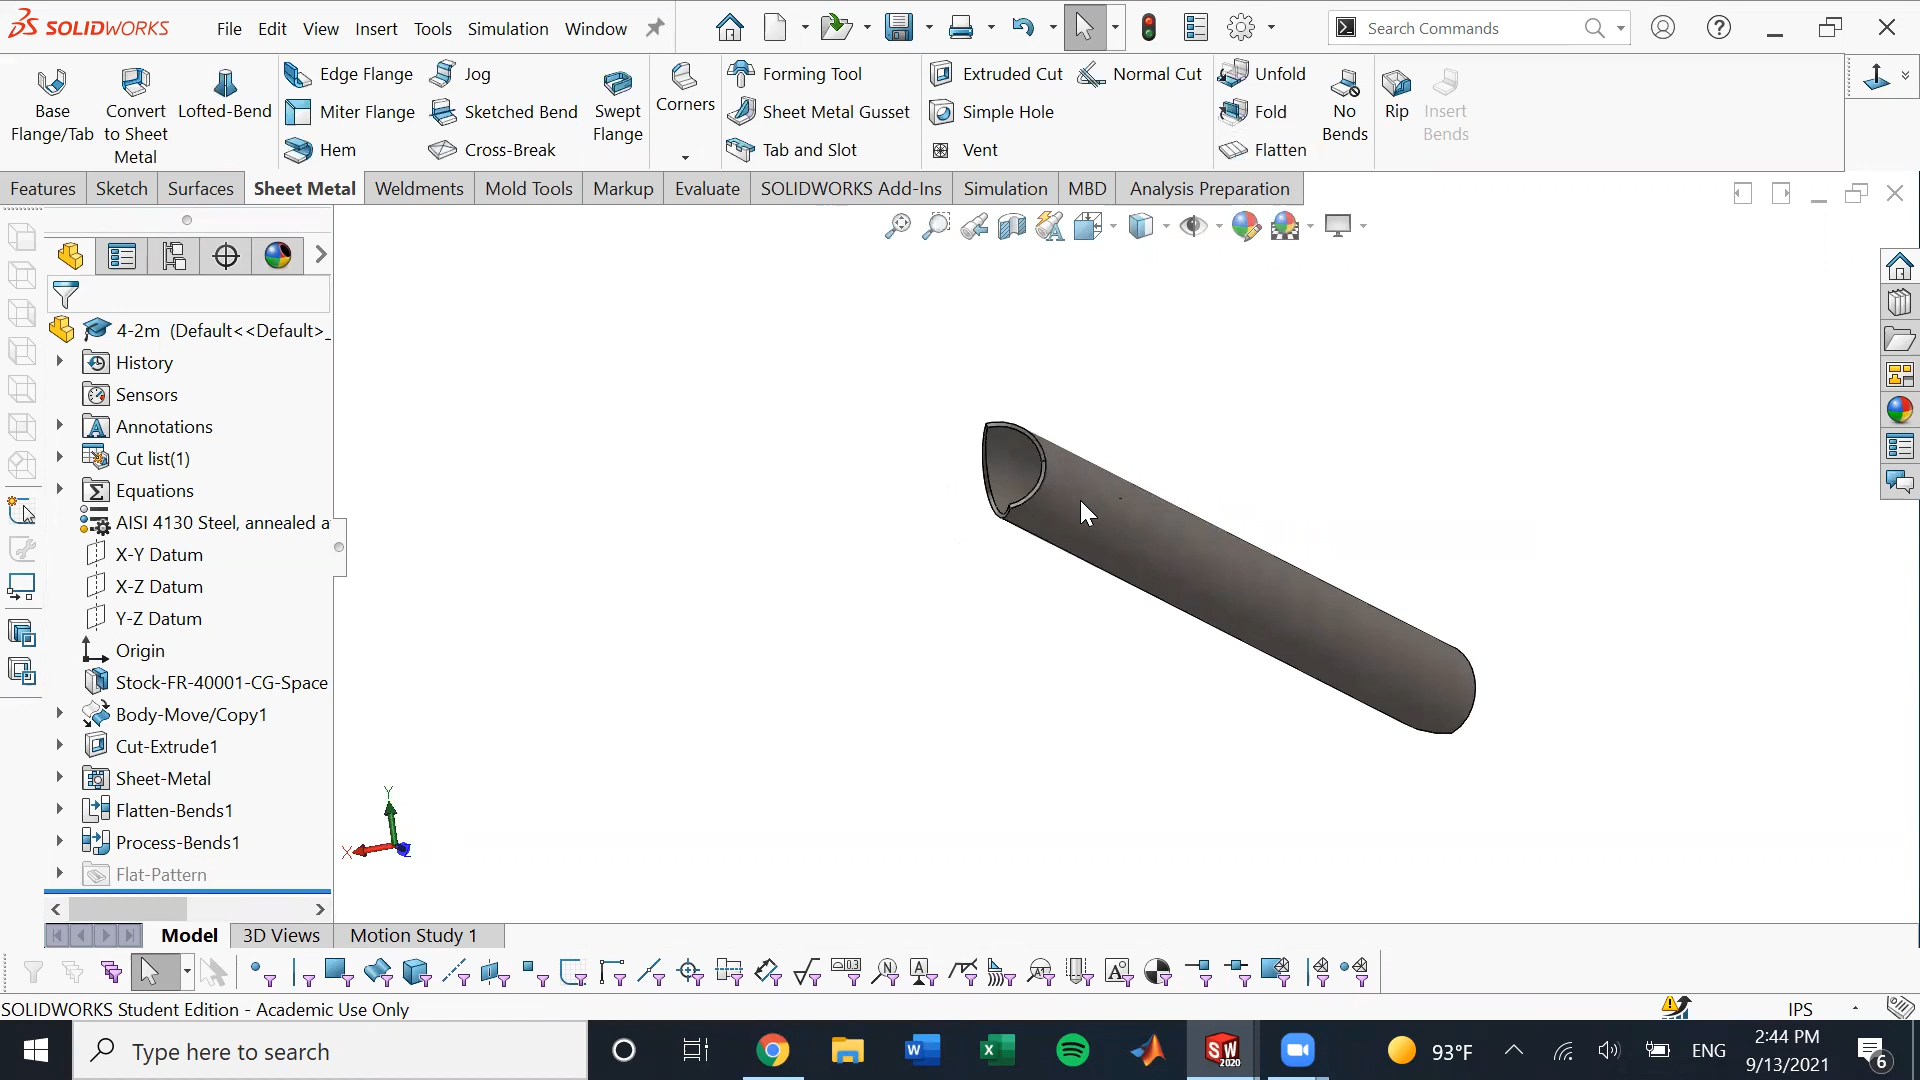 SOLIDWORKS
File Edit View Insert Tools Simulation Window
Search Commands
Base Flange/Tab
Convert to Sheet Metal
Lofted-Bend
Edge Flange
Miter Flange
Hem
Jog
Sketched Bend
Cross-Break
Swept Flange
Corners
Forming Tool
Sheet Metal Gusset
Tab and Slot
Extruded Cut
Simple Hole
Vent
Normal Cut
Unfold
Fold
Flatten
No Bends
Rip
Insert Bends
Features Sketch Surfaces Sheet Metal Weldments Mold Tools Markup Evaluate SOLIDWORKS Add-Ins Simulation MBD Analysis Preparation
4-2m (Default<<Default>_
History
Sensors
Annotations
Cut list(1)
Equations
AISI 4130 Steel, annealed a
X-Y Datum
X-Z Datum
Y-Z Datum
Origin
Stock-FR-40001-CG-Space
Body-Move/Copy1
Cut-Extrude1
Sheet-Metal
Flatten-Bends1
Process-Bends1
Flat-Pattern
Y
X
Z
Model 3D Views Motion Study 1
SOLIDWORKS Student Edition - Academic Use Only
IPS
Type here to search
SW 2020
93°F
ENG
2:44 PM
9/13/2021
6